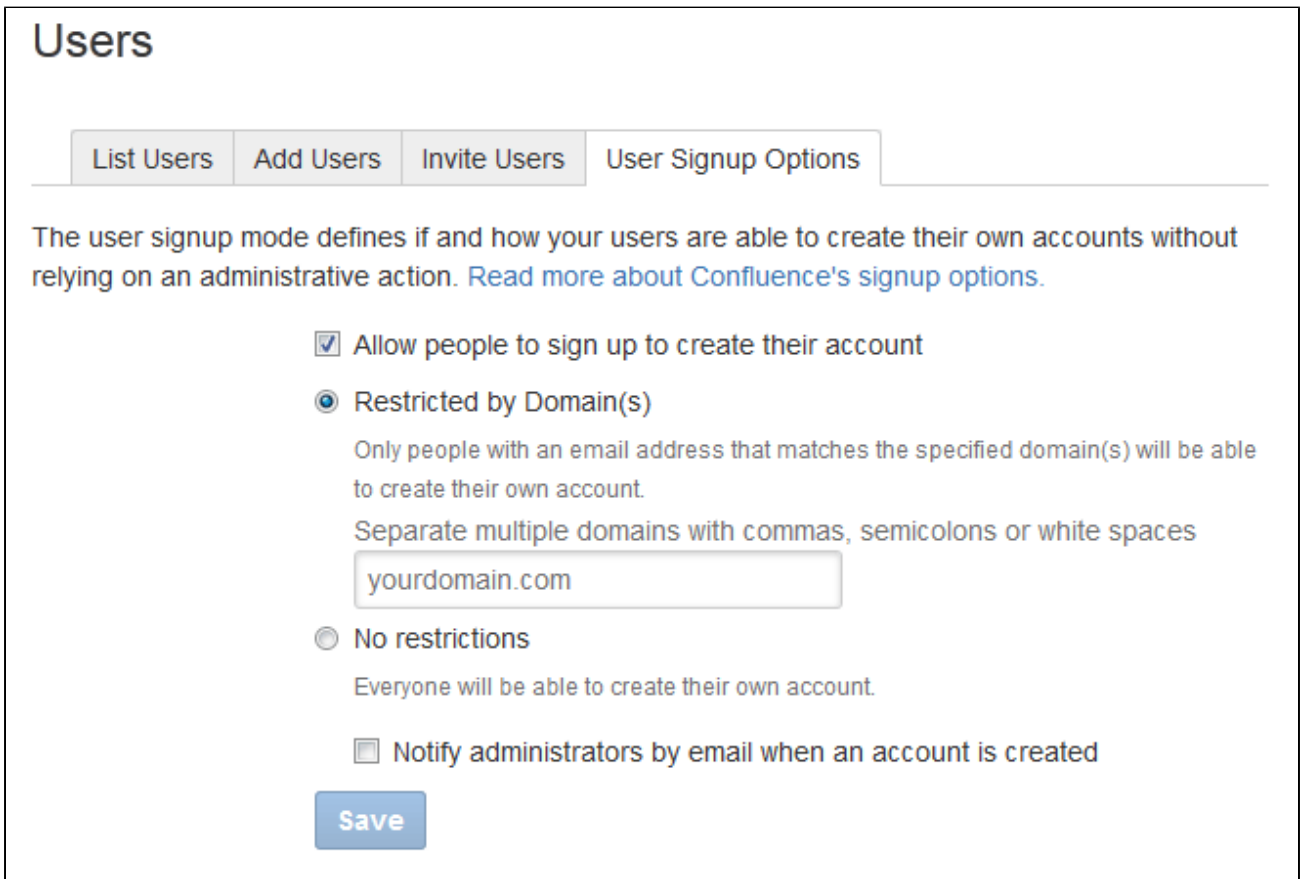 Users
List Users
Add Users
Invite Users
User Signup Options
The user signup mode defines if and how your users are able to create their own accounts without
relying on an administrative action. Read more about Confluence's signup options.
Allow people to sign up to create their account
Restricted by Domain(s)
Only people with an email address that matches the specified domain(s) will be able
to create their own account.
Separate multiple domains with commas, semicolons or white spaces
yourdomain.com
No restrictions
Everyone will be able to create their own account.
Notify administrators by email when an account is created
Save